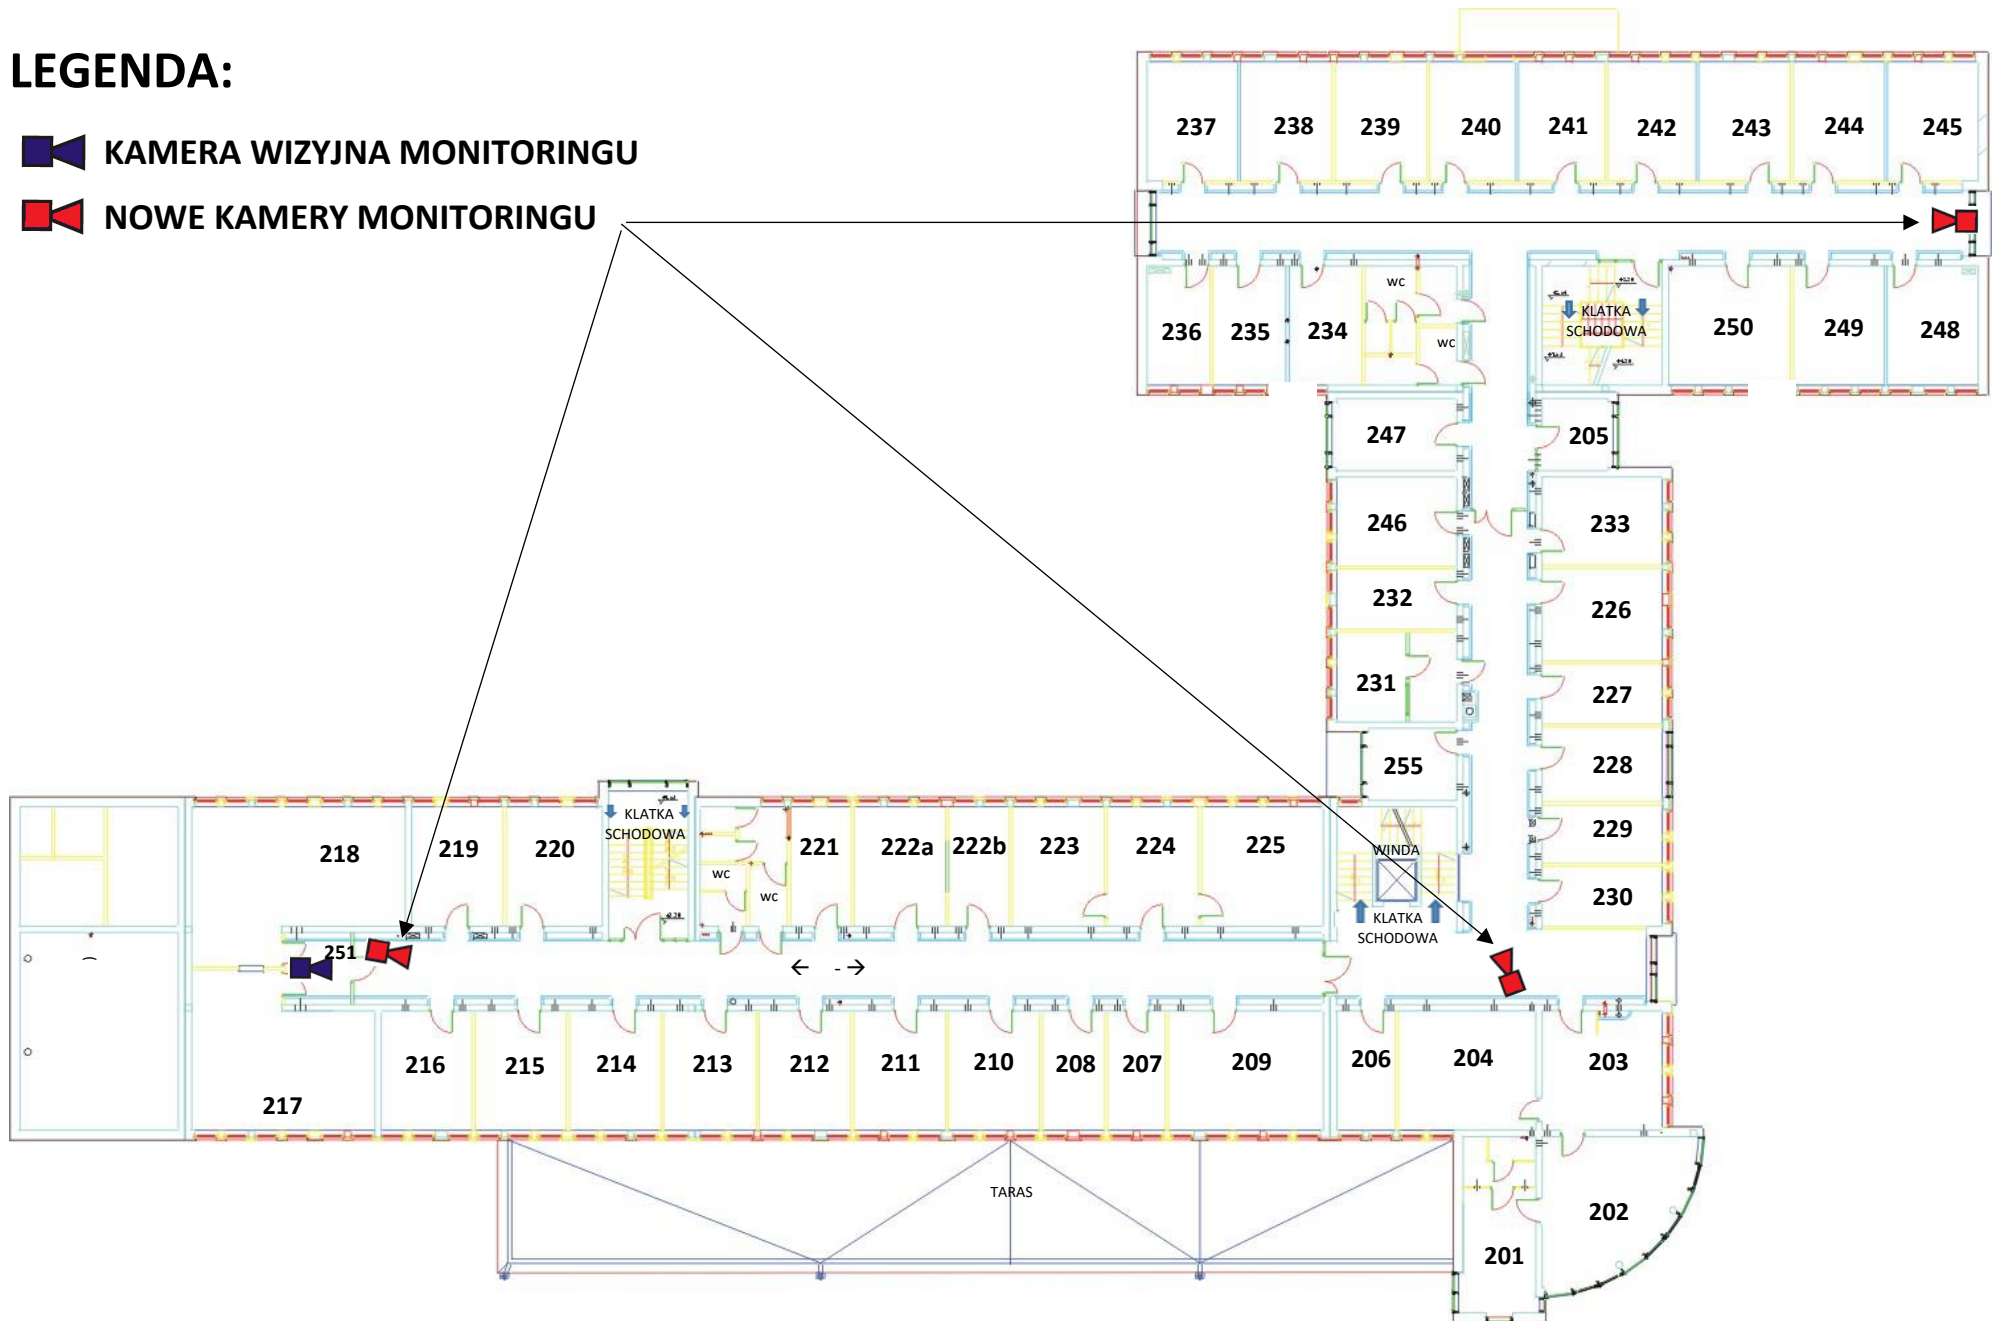 LEGENDA:
KAMERA WIZYJNA MONITORINGU
NOWE KAMERY MONITORINGU
237 238 239 240 241 242 243 244 245
WC
236 235 234
KLATKA
SCHODOWA
250 249 248
WC
247 205
246 233
232 226
231 227
255 228
KLATKA
SCHODOWA
229
218 219 220 221 222a 222b 223 224 225
WINDA
WC
WC
230
KLATKA
SCHODOWA
251
← - →
216 215 214 213 212 211 210 208 207 209 206 204 203
217
TARAS
202
201